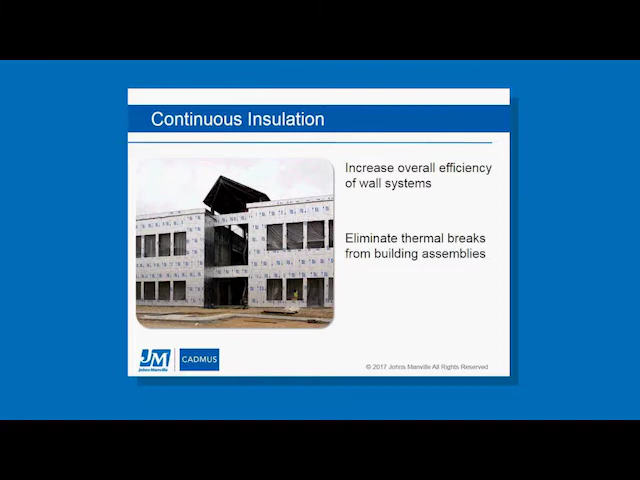 Continuous Insulation
Increase overall efficiency
of wall systems
Eliminate thermal breaks
from building assemblies
JM
Johns Manville
CADMUS
© 2017 Johns Manville All Rights Reserved